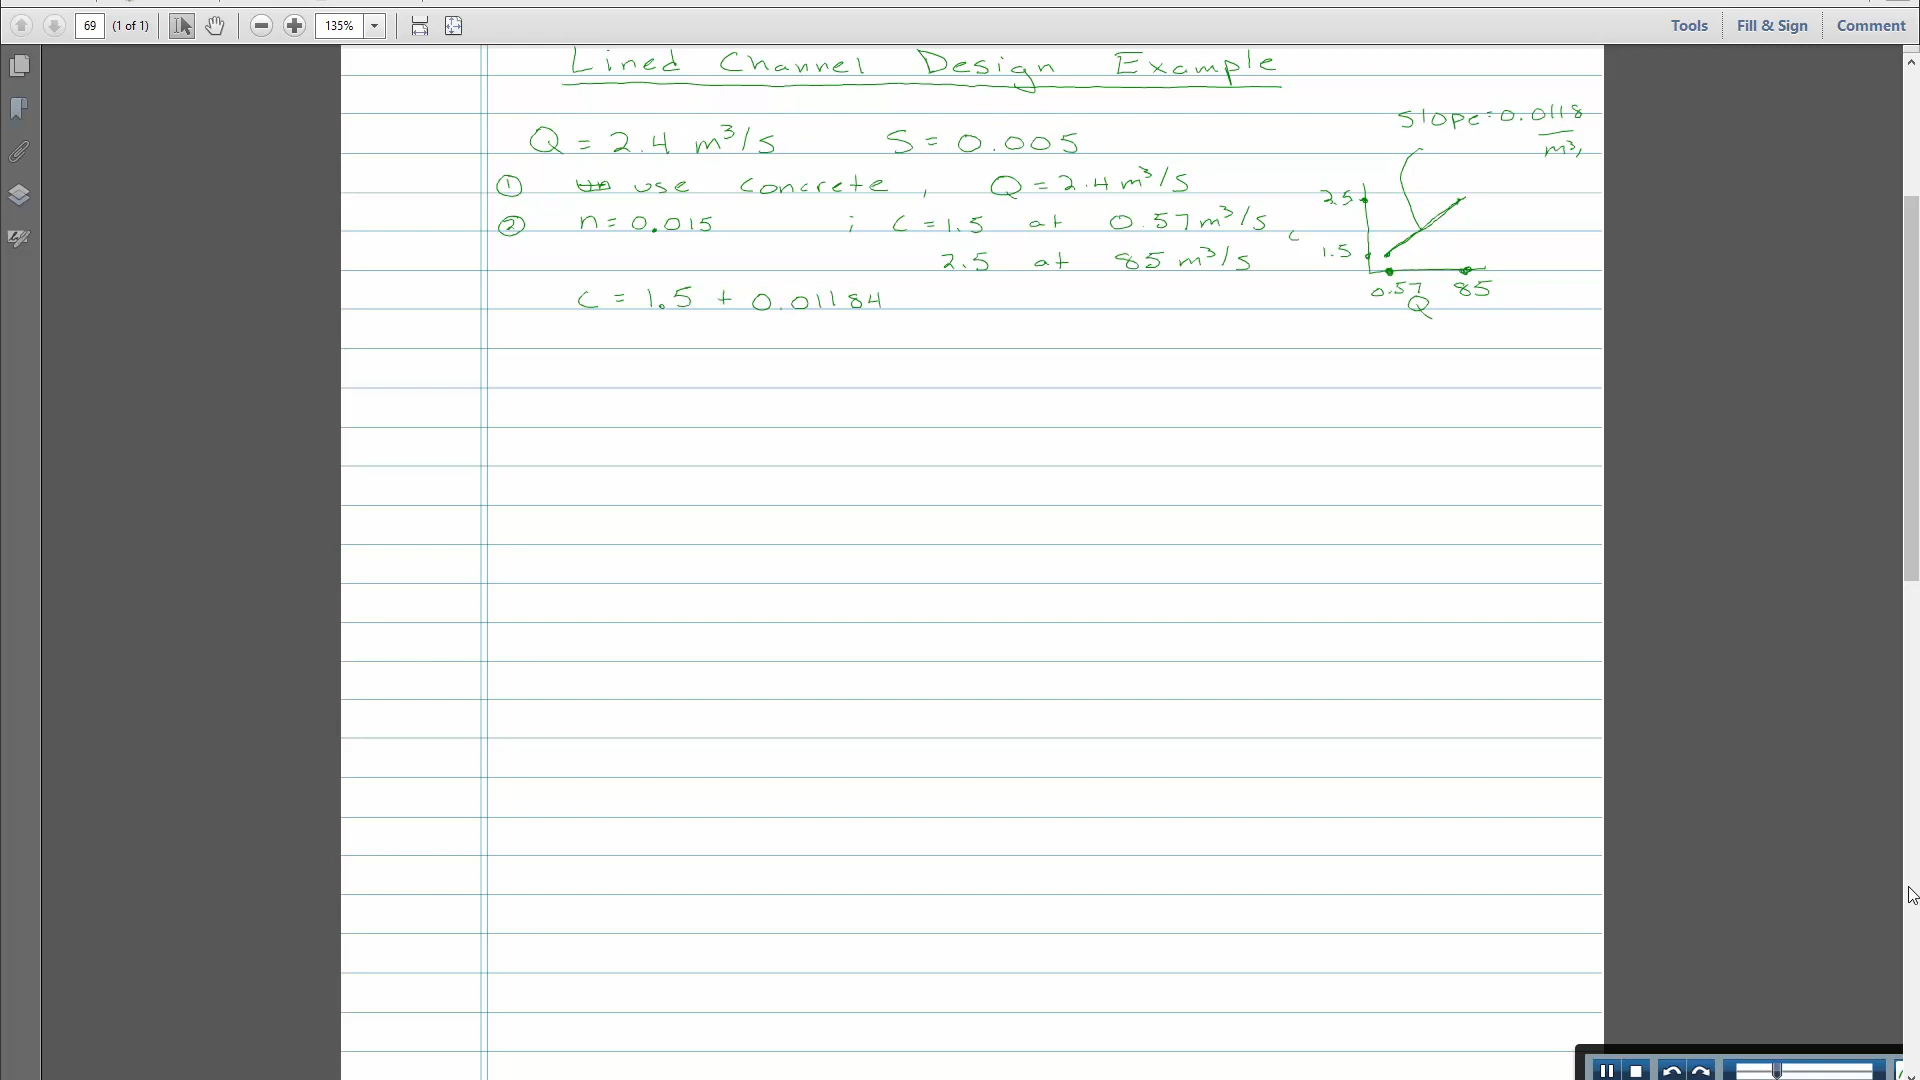 69 (1 of 1) 135% Tools Fill & Sign Comment
Lined Channel Design Example
Slope=0.0118
m³/
Q = 2.4 m³/s S = 0.005
① use concrete, Q = 2.4 m³/s
② n = 0.015 ; C = 1.5 at 0.57 m³/s
2.5 at 85 m³/s
C = 1.5 + 0.01184
2.5
C
1.5
0.57 85
Q